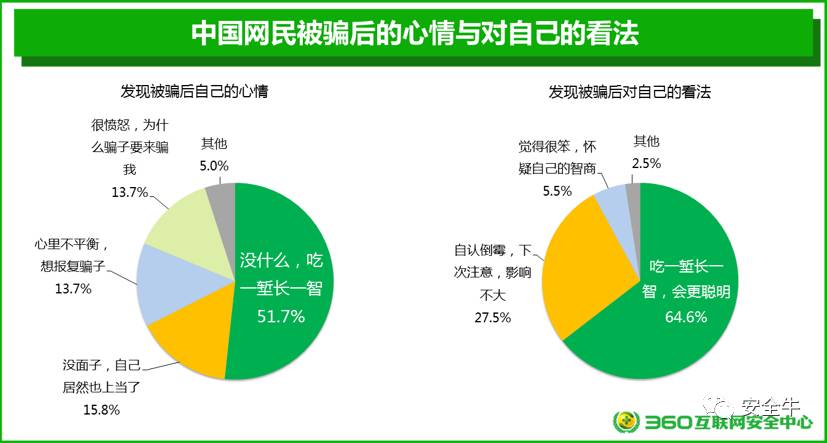 中国网民被骗后的心情与对自己的看法
发现被骗后自己的心情
很愤怒，为什
么骗子要来骗
我
13.7%
其他
5.0%
心里不平衡，
想报复骗子
13.7%
没什么，吃
一堑长一智
51.7%
没面子，自己
居然也上当了
15.8%
发现被骗后对自己的看法
觉得很笨，怀
疑自己的智商
5.5%
其他
2.5%
自认倒霉，下
次注意，影响
不大
27.5%
吃一堑长一
智，会更聪明
64.6%
安全牛
360互联网安全中心